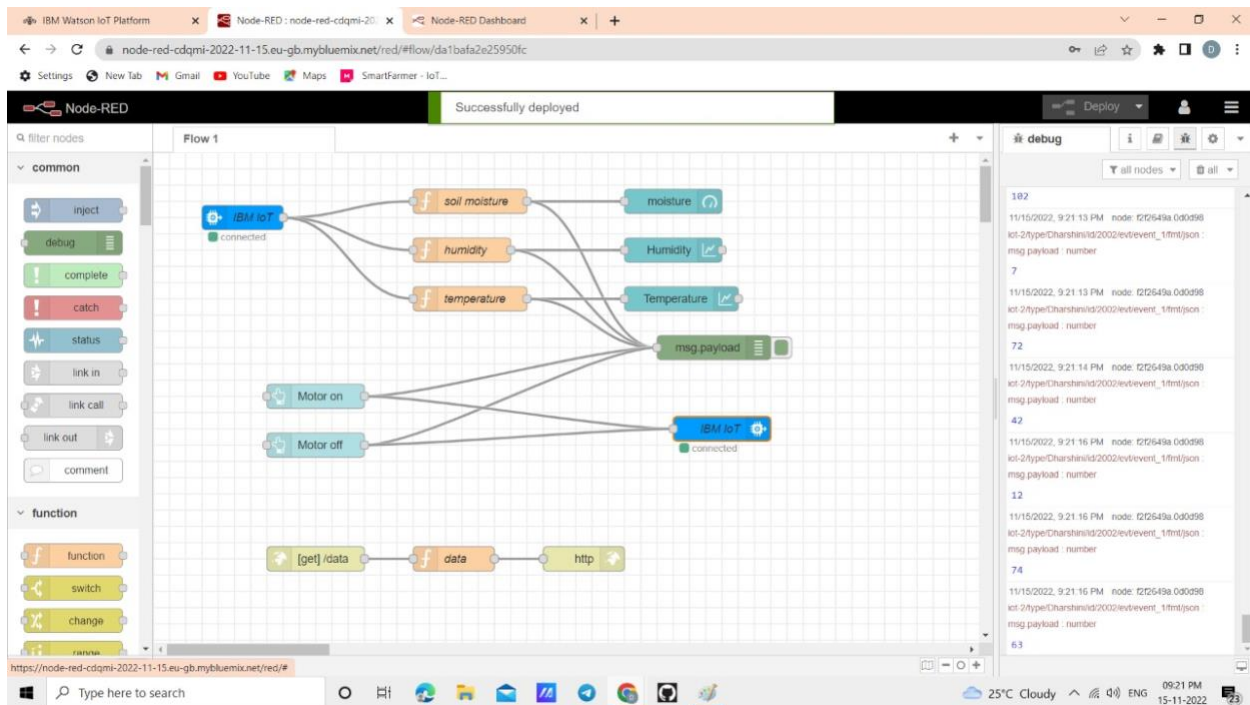 IBM Watson IoT Platform
Node-RED : node-red-cdqmi-20
Node-RED Dashboard
node-red-cdqmi-2022-11-15.eu-gb.mybluemix.net/red/#flow/da1bafa2e25950fc
D
Settings
New Tab
Gmail
YouTube
Maps
SmartFarmer - IoT...
Node-RED
Successfully deployed
Deploy
filter nodes
Flow 1
debug
i
all nodes
all
common
inject
debug
complete
catch
status
link in
link call
link out
comment
function
function
switch
change
range
IBM IoT
connected
soil moisture
moisture
humidity
Humidity
temperature
Temperature
msg.payload
Motor on
Motor off
IBM IoT
connected
[get] /data
data
http
102
11/15/2022, 9:21:13 PM node: f2f2649a.0d0d98
iot-2/type/Dharshini/id/2002/evt/event_1/fmt/json :
msg.payload : number
7
11/15/2022, 9:21:13 PM node: f2f2649a.0d0d98
iot-2/type/Dharshini/id/2002/evt/event_1/fmt/json :
msg.payload : number
72
11/15/2022, 9:21:14 PM node: f2f2649a.0d0d98
iot-2/type/Dharshini/id/2002/evt/event_1/fmt/json :
msg.payload : number
42
11/15/2022, 9:21:16 PM node: f2f2649a.0d0d98
iot-2/type/Dharshini/id/2002/evt/event_1/fmt/json :
msg.payload : number
12
11/15/2022, 9:21:16 PM node: f2f2649a.0d0d98
iot-2/type/Dharshini/id/2002/evt/event_1/fmt/json :
msg.payload : number
74
11/15/2022, 9:21:16 PM node: f2f2649a.0d0d98
iot-2/type/Dharshini/id/2002/evt/event_1/fmt/json :
msg.payload : number
63
https://node-red-cdqmi-2022-11-15.eu-gb.mybluemix.net/red/#
Type here to search
25°C Cloudy
ENG
09:21 PM
15-11-2022
23